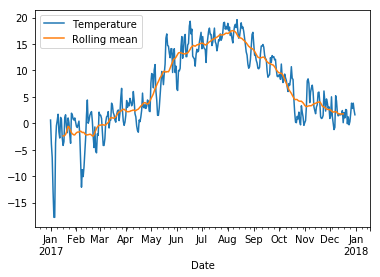 Temperature
Rolling mean
20
15
10
5
0
−5
−10
−15
Jan Feb Mar Apr May Jun Jul Aug Sep Oct Nov Dec Jan
2017 2018
Date